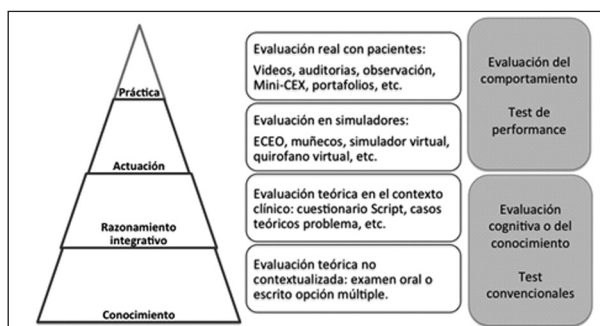 Práctica
Actuación
Razonamiento
integrativo
Conocimiento
Evaluación real con pacientes:
Videos, auditorias, observación,
Mini-CEX, portafolios, etc.
Evaluación en simuladores:
ECEO, muñecos, simulador virtual,
quirofano virtual, etc.
Evaluación teórica en el contexto
clínico: cuestionario Script, casos
teóricos problema, etc.
Evaluación teórica no
contextualizada: examen oral o
escrito opción múltiple.
Evaluación del
comportamiento
Test de
performance
Evaluación
cognitiva o del
conocimiento
Test
convencionales